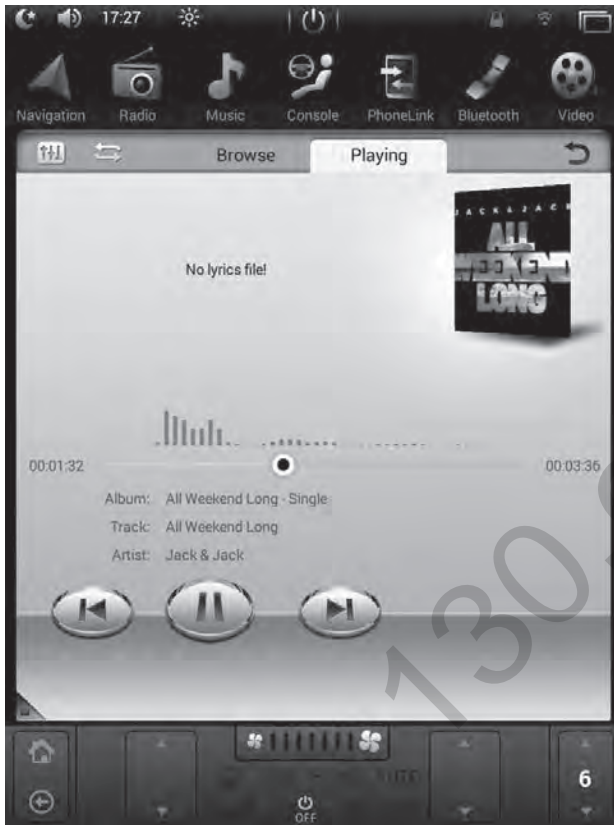 17:27
Navigation Radio Music Console PhoneLink Bluetooth Video
Browse Playing
JACK & JACK
ALL
WEEKEND
LONG
No lyrics file!
00:01:32 00:03:36
Album: All Weekend Long - Single
Track: All Weekend Long
Artist: Jack & Jack
130.
6
OFF